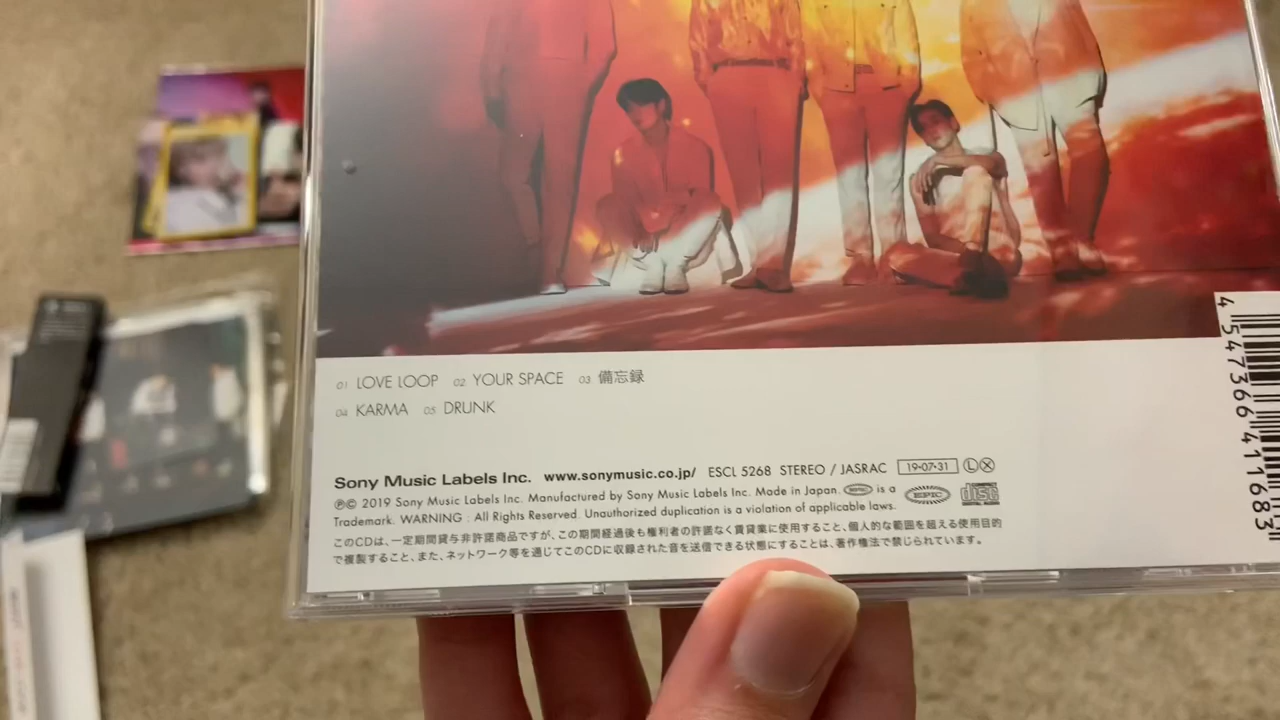 01 LOVE LOOP 02 YOUR SPACE 03 備忘録
04 KARMA 05 DRUNK
Sony Music Labels Inc. www.sonymusic.co.jp/ ESCL 5268 STEREO / JASRAC 19·07·31 Ⓛ Ⓧ
℗© 2019 Sony Music Labels Inc. Manufactured by Sony Music Labels Inc. Made in Japan. EPIC is a
Trademark. WARNING : All Rights Reserved. Unauthorized duplication is a violation of applicable laws.
EPIC
COMPACT disc DIGITAL AUDIO
このCDは、一定期間貸与非許諾商品ですが、この期間経過後も権利者の許諾なく賃貸業に使用すること、個人的な範囲を超える使用目的
で複製すること、また、ネットワーク等を通じてこのCDに収録された音を送信できる状態にすることは、著作権法で禁じられています。
4 547366 411683